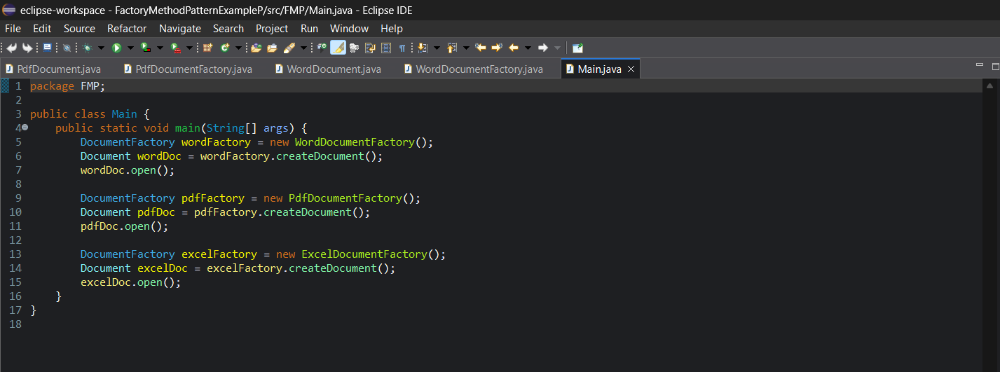 eclipse-workspace - FactoryMethodPatternExampleP/src/FMP/Main.java - Eclipse IDE
File Edit Source Refactor Navigate Search Project Run Window Help
PdfDocument.java PdfDocumentFactory.java WordDocument.java WordDocumentFactory.java Main.java
1 package FMP;
2
3 public class Main {
4 public static void main(String[] args) {
5 DocumentFactory wordFactory = new WordDocumentFactory();
6 Document wordDoc = wordFactory.createDocument();
7 wordDoc.open();
8
9 DocumentFactory pdfFactory = new PdfDocumentFactory();
10 Document pdfDoc = pdfFactory.createDocument();
11 pdfDoc.open();
12
13 DocumentFactory excelFactory = new ExcelDocumentFactory();
14 Document excelDoc = excelFactory.createDocument();
15 excelDoc.open();
16 }
17 }
18